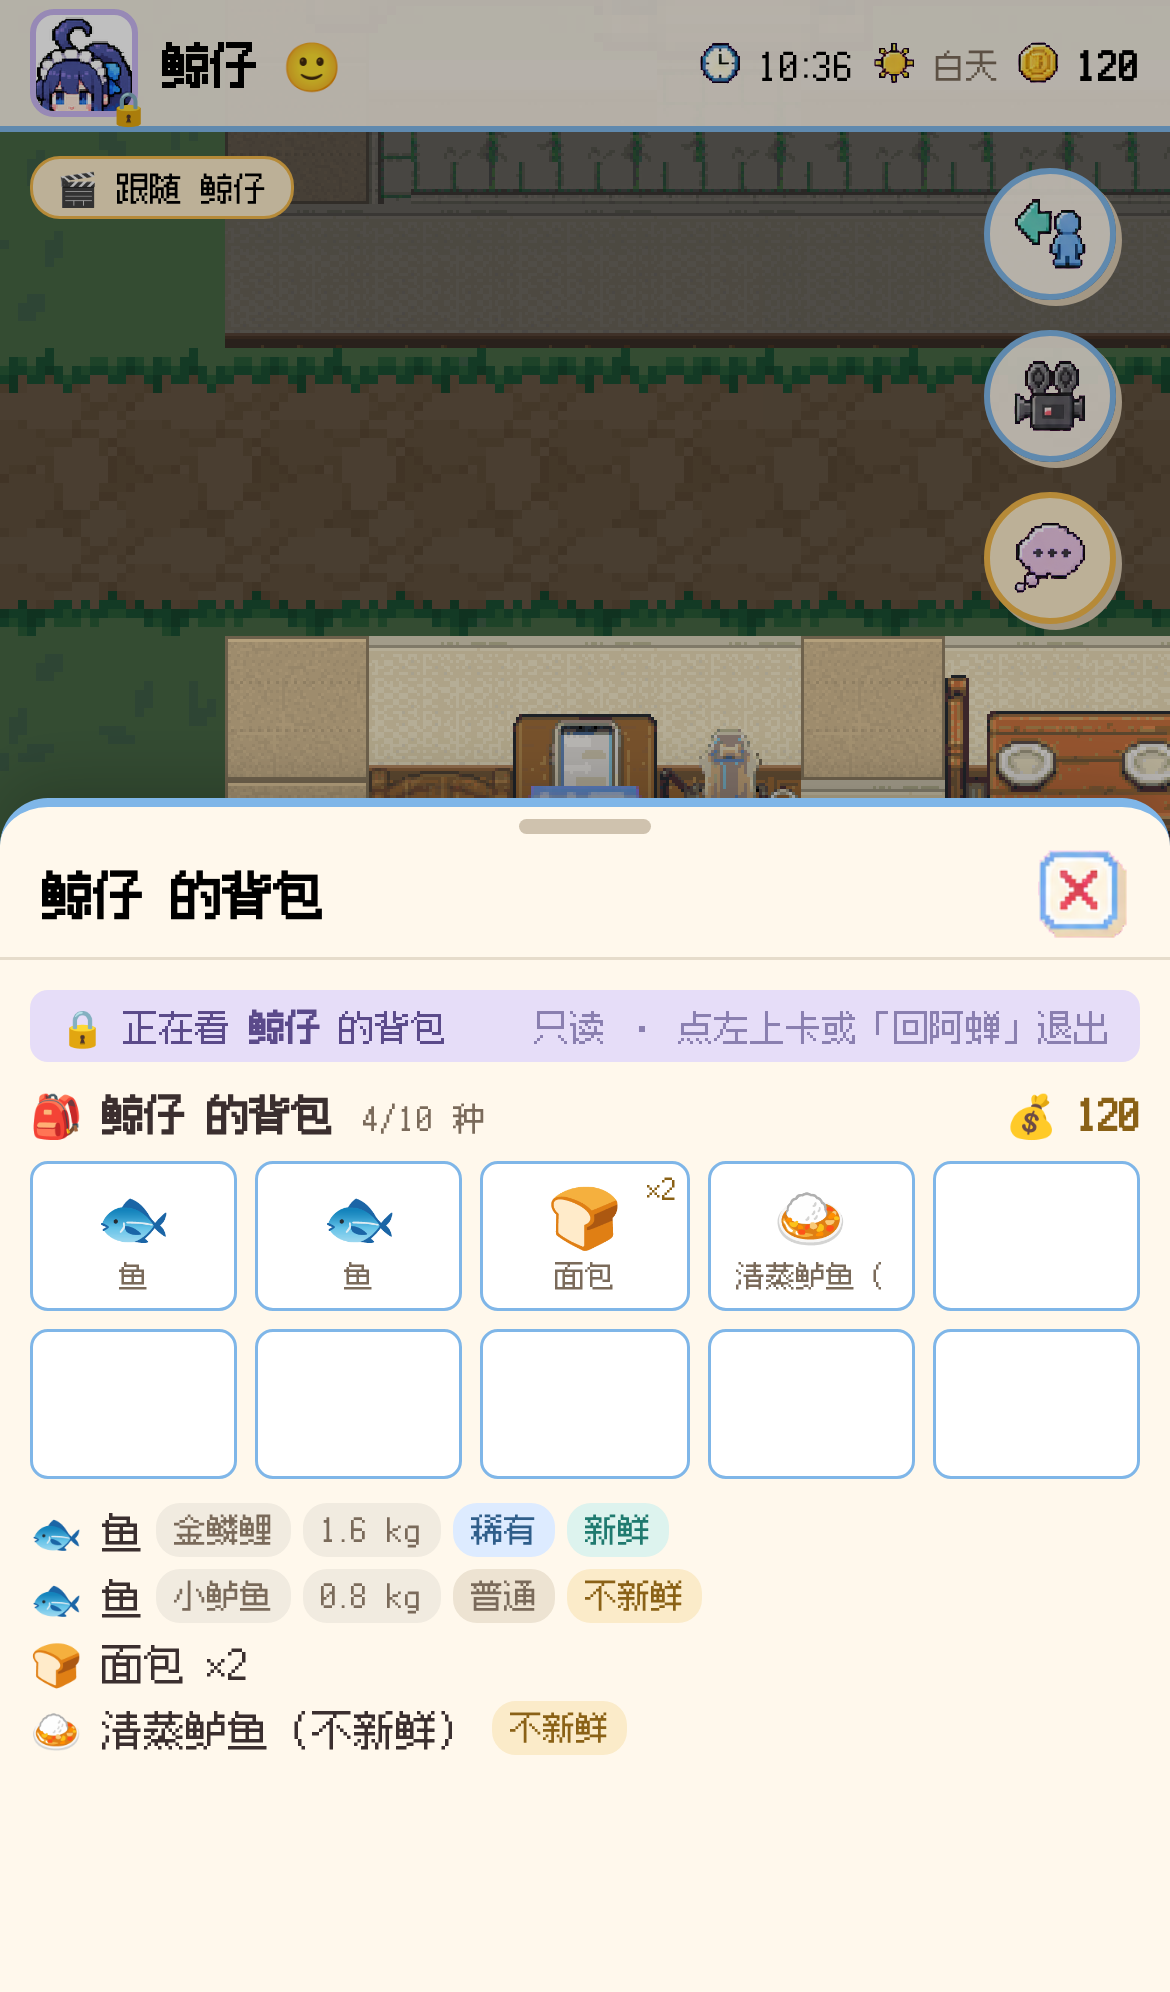 鲸仔 10:36 白天 120
跟随 鲸仔
鲸仔 的背包
正在看 鲸仔 的背包 只读 · 点左上卡或「回阿蝉」退出
鲸仔 的背包 4/10 种 120
×2
鱼 鱼 面包 清蒸鲈鱼 (
鱼 金鳞鲤 1.6 kg 稀有 新鲜
鱼 小鲈鱼 0.8 kg 普通 不新鲜
面包 ×2
清蒸鲈鱼 (不新鲜) 不新鲜